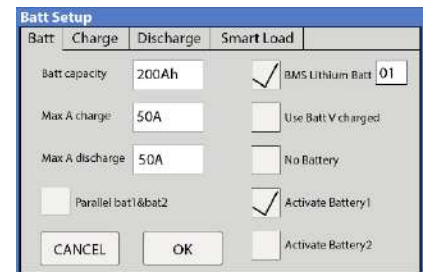 Batt Setup
Batt Charge Discharge Smart Load
Batt capacity 200Ah BMS Lithium Batt 01
Max A charge 50A Use Batt V charged
Max A discharge 50A No Battery
Parallel bat1&bat2 Activate Battery1
CANCEL OK Activate Battery2